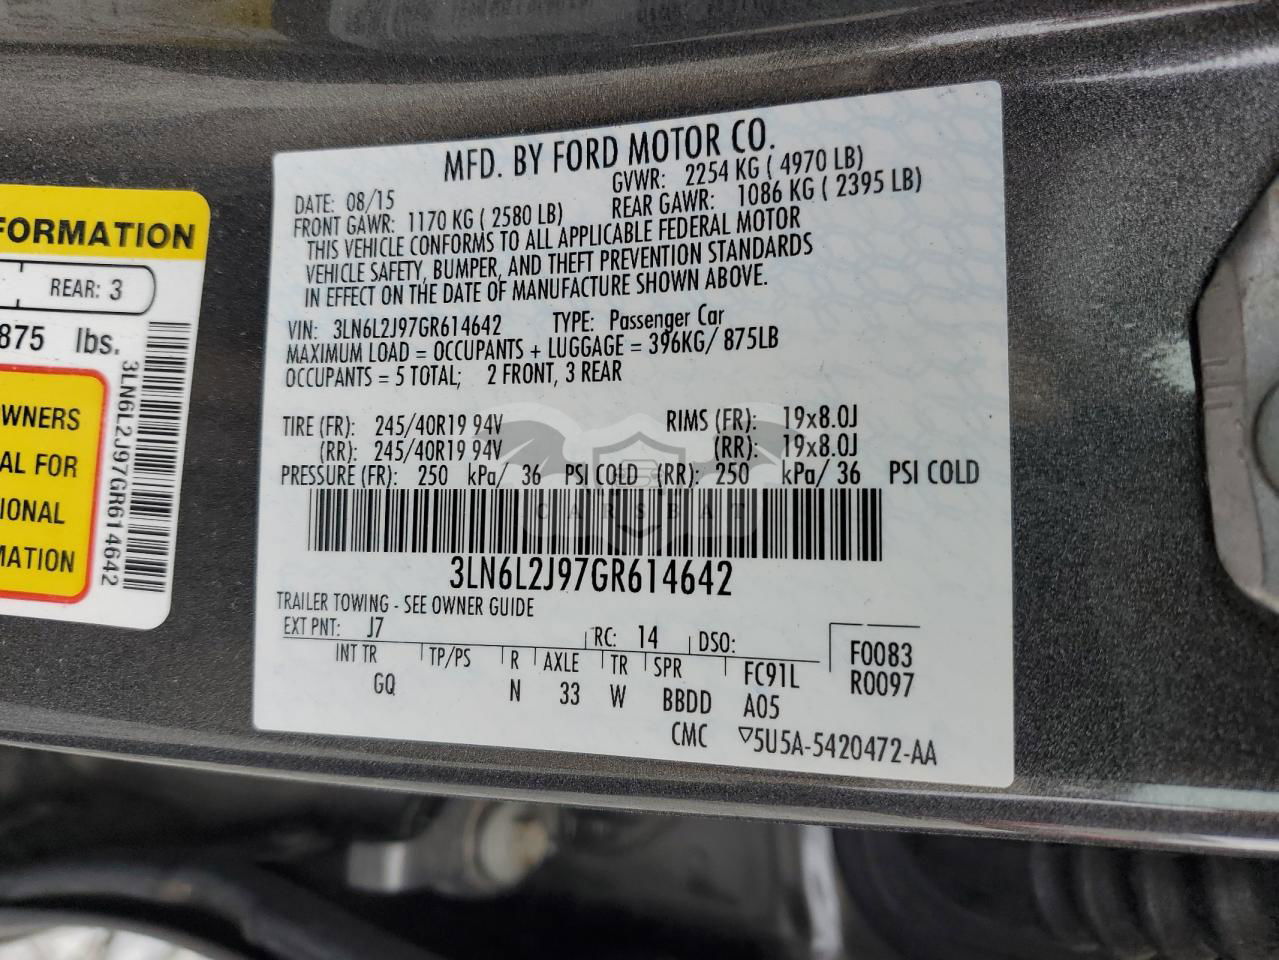 MFD. BY FORD MOTOR CO.
DATE: 08/15 GVWR: 2254 KG ( 4970 LB)
FRONT GAWR: 1170 KG ( 2580 LB) REAR GAWR: 1086 KG ( 2395 LB)
THIS VEHICLE CONFORMS TO ALL APPLICABLE FEDERAL MOTOR
VEHICLE SAFETY, BUMPER, AND THEFT PREVENTION STANDARDS
IN EFFECT ON THE DATE OF MANUFACTURE SHOWN ABOVE.
VIN: 3LN6L2J97GR614642 TYPE: Passenger Car
MAXIMUM LOAD = OCCUPANTS + LUGGAGE = 396KG/ 875LB
OCCUPANTS = 5 TOTAL; 2 FRONT, 3 REAR
TIRE (FR): 245/40R19 94V RIMS (FR): 19x8.0J
(RR): 245/40R19 94V (RR): 19x8.0J
PRESSURE (FR): 250 kPa/ 36 PSI COLD (RR): 250 kPa/ 36 PSI COLD
CARSBAT
3LN6L2J97GR614642
TRAILER TOWING - SEE OWNER GUIDE
EXT PNT: J7 RC: 14 DSO: F0083
INT TR TP/PS R AXLE TR SPR FC91L R0097
GQ N 33 W BBDD A05
CMC ▽5U5A-5420472-AA
FORMATION
REAR: 3
875 lbs.
WNERS
AL FOR
IONAL
MATION
3LN6L2J97GR614642